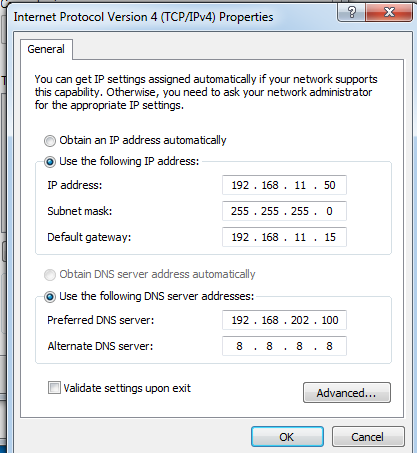 Internet Protocol Version 4 (TCP/IPv4) Properties
General
You can get IP settings assigned automatically if your network supports
this capability. Otherwise, you need to ask your network administrator
for the appropriate IP settings.
Obtain an IP address automatically
Use the following IP address:
IP address: 192 . 168 . 11 . 50
Subnet mask: 255 . 255 . 255 . 0
Default gateway: 192 . 168 . 11 . 15
Obtain DNS server address automatically
Use the following DNS server addresses:
Preferred DNS server: 192 . 168 . 202 . 100
Alternate DNS server: 8 . 8 . 8 . 8
Validate settings upon exit
Advanced...
OK Cancel